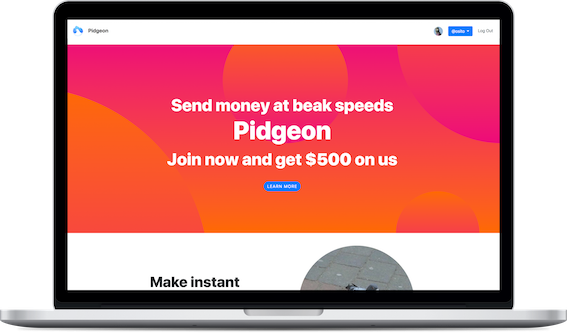 Pidgeon
Log Out
Send money at beak speeds
Pidgeon
Join now and get $500 on us
LEARN MORE
Make instant